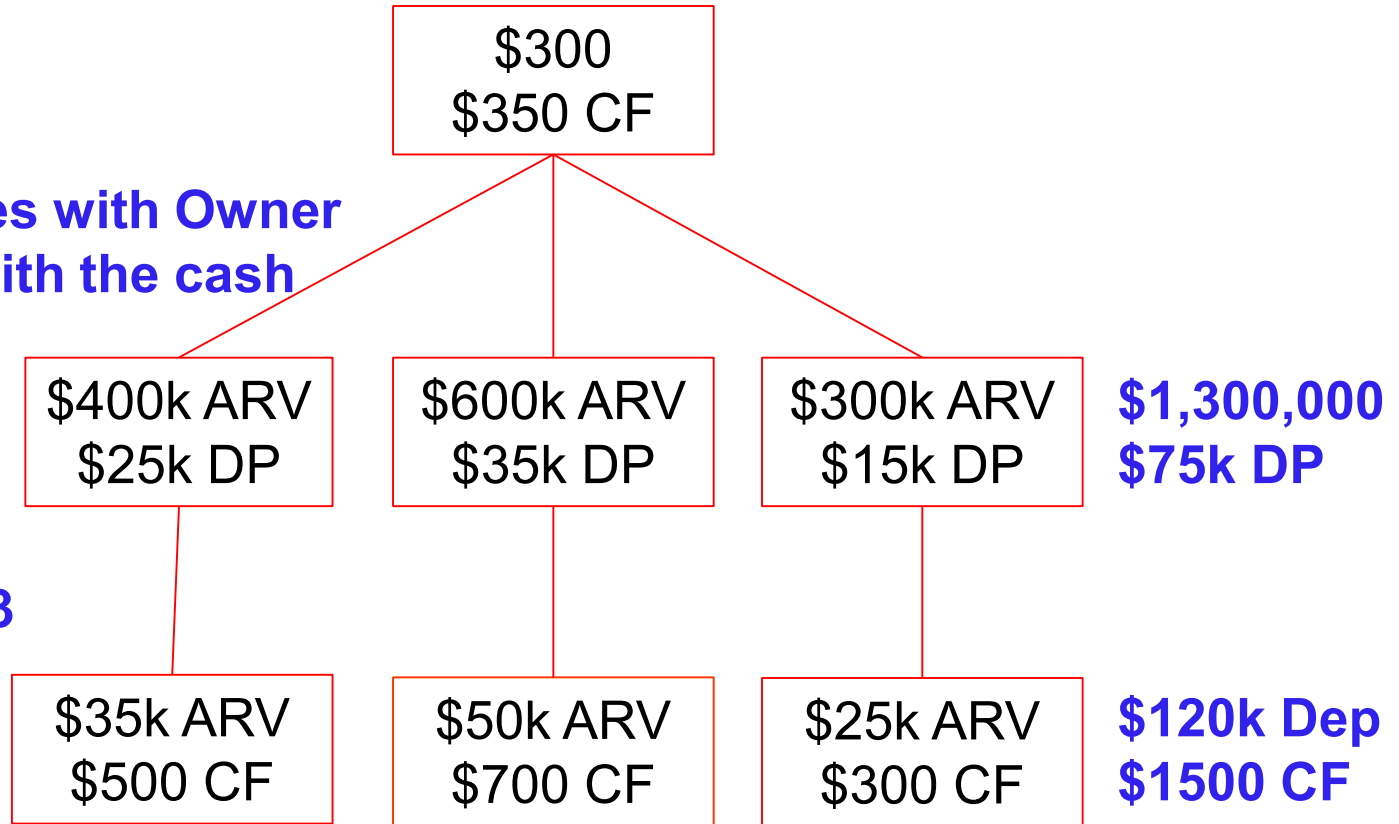 $300
$350 CF
es with Owner
ith the cash
$400k ARV
$25k DP
$600k ARV
$35k DP
$300k ARV
$15k DP
$1,300,000
$75k DP
3
$35k ARV
$500 CF
$50k ARV
$700 CF
$25k ARV
$300 CF
$120k Dep
$1500 CF